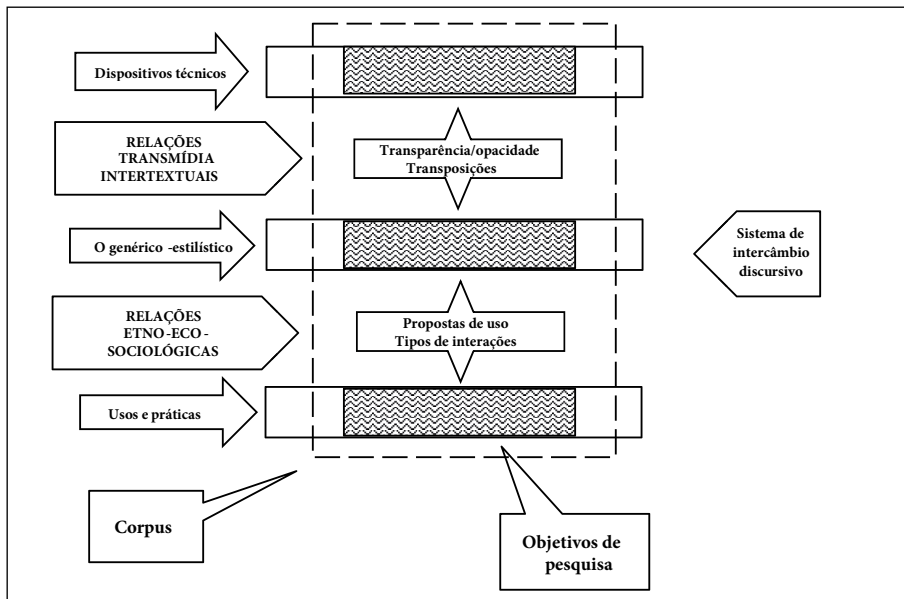 Dispositivos técnicos
RELAÇÕES
TRANSMÍDIA
INTERTEXTUAIS
Transparência/opacidade
Transposições
O genérico -estilístico
Sistema de
intercâmbio
discursivo
RELAÇÕES
ETNO-ECO-
SOCIOLÓGICAS
Propostas de uso
Tipos de interações
Usos e práticas
Corpus
Objetivos de
pesquisa